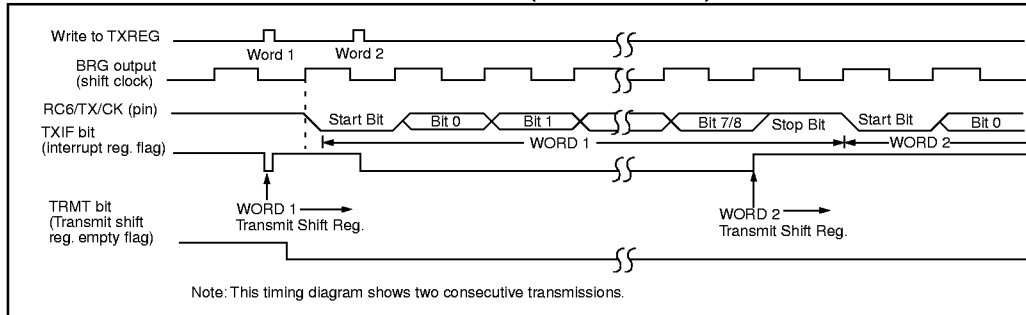 Write to TXREG
Word 1
Word 2
BRG output
(shift clock)
RC6/TX/CK (pin)
Start Bit
Bit 0
Bit 1
Bit 7/8
Stop Bit
Start Bit
Bit 0
TXIF bit
(interrupt reg. flag)
WORD 1
WORD 2
TRMT bit
(Transmit shift
reg. empty flag)
WORD 1
Transmit Shift Reg.
WORD 2
Transmit Shift Reg.
Note: This timing diagram shows two consecutive transmissions.